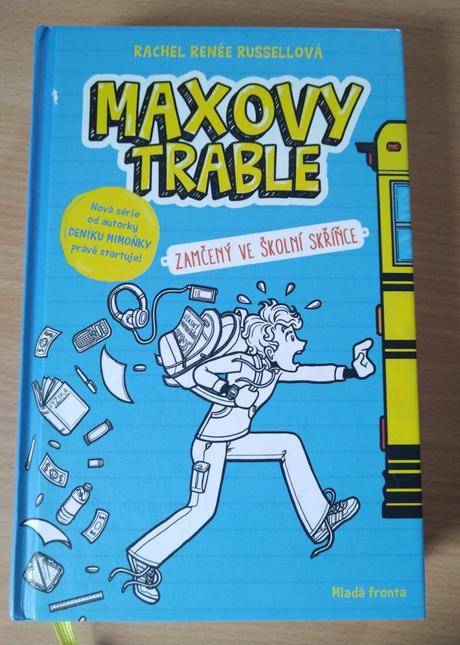 RACHEL RENÉE RUSSELLOVÁ
MAXOVY
TRABLE
Nová série
od autorky
DENÍKU MIMOŇKY
právě startuje!
ZAMČENÝ VE ŠKOLNÍ SKŘÍŇCE
Mladá fronta